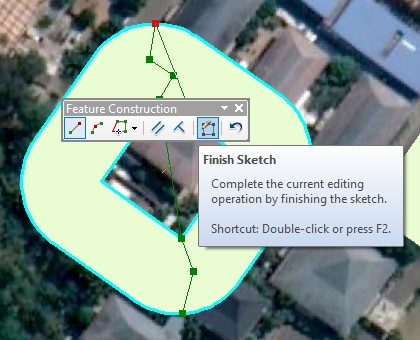 Feature Construction
Finish Sketch
Complete the current editing
operation by finishing the sketch.
Shortcut: Double-click or press F2.